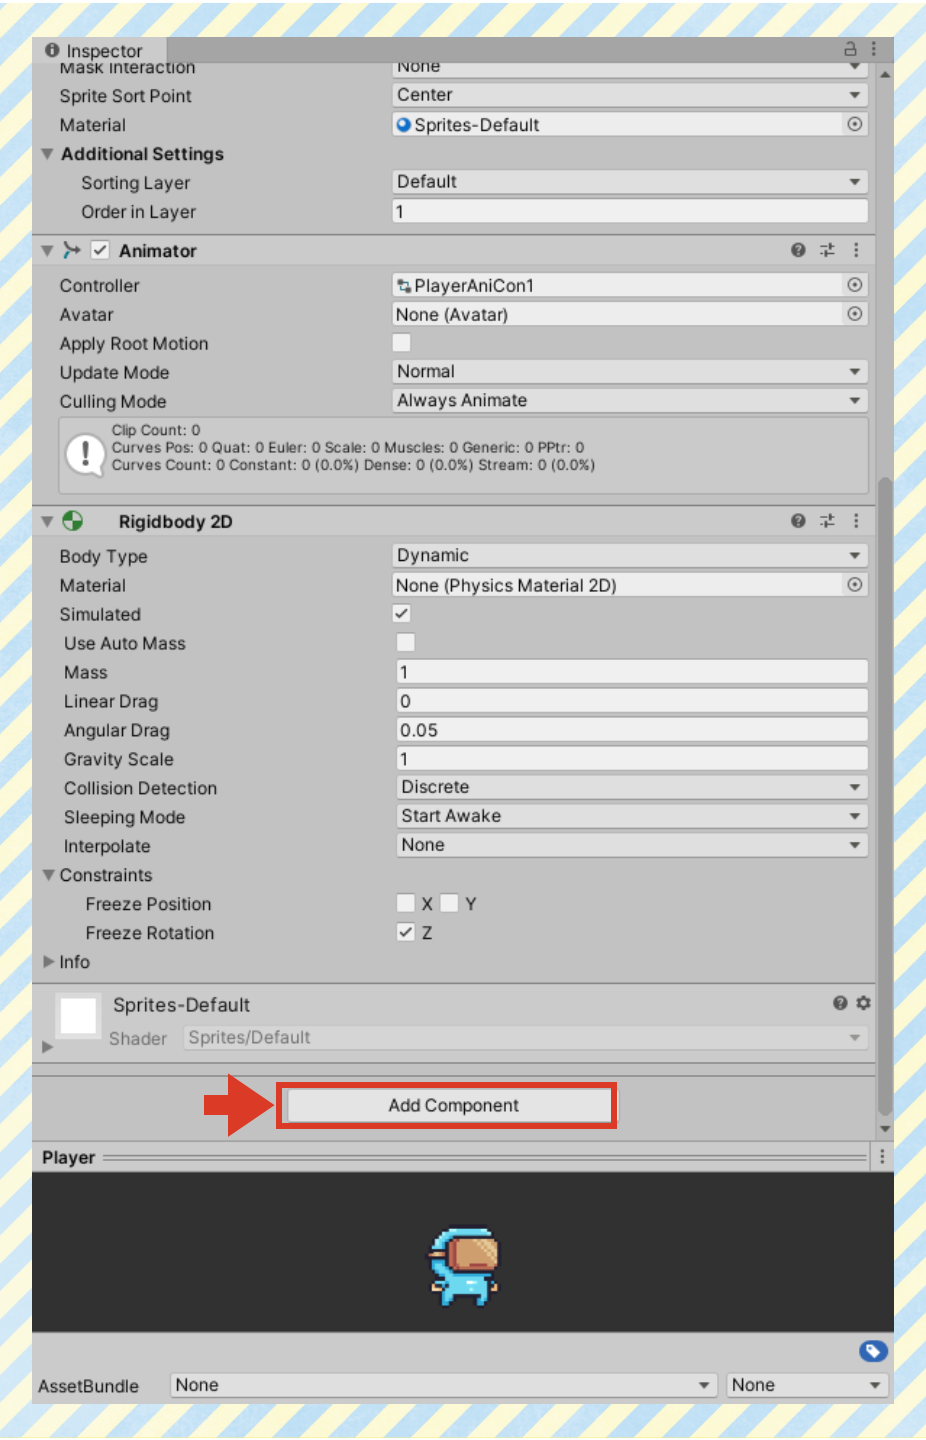 Inspector
Mask Interaction None
Sprite Sort Point Center
Material Sprites-Default
Additional Settings
Sorting Layer Default
Order in Layer 1
Animator
Controller PlayerAniCon1
Avatar None (Avatar)
Apply Root Motion
Update Mode Normal
Culling Mode Always Animate
Clip Count: 0
Curves Pos: 0 Quat: 0 Euler: 0 Scale: 0 Muscles: 0 Generic: 0 PPtr: 0
Curves Count: 0 Constant: 0 (0.0%) Dense: 0 (0.0%) Stream: 0 (0.0%)
Rigidbody 2D
Body Type Dynamic
Material None (Physics Material 2D)
Simulated
Use Auto Mass
Mass 1
Linear Drag 0
Angular Drag 0.05
Gravity Scale 1
Collision Detection Discrete
Sleeping Mode Start Awake
Interpolate None
Constraints
Freeze Position X Y
Freeze Rotation Z
Info
Sprites-Default
Shader Sprites/Default
Add Component
Player
AssetBundle None None